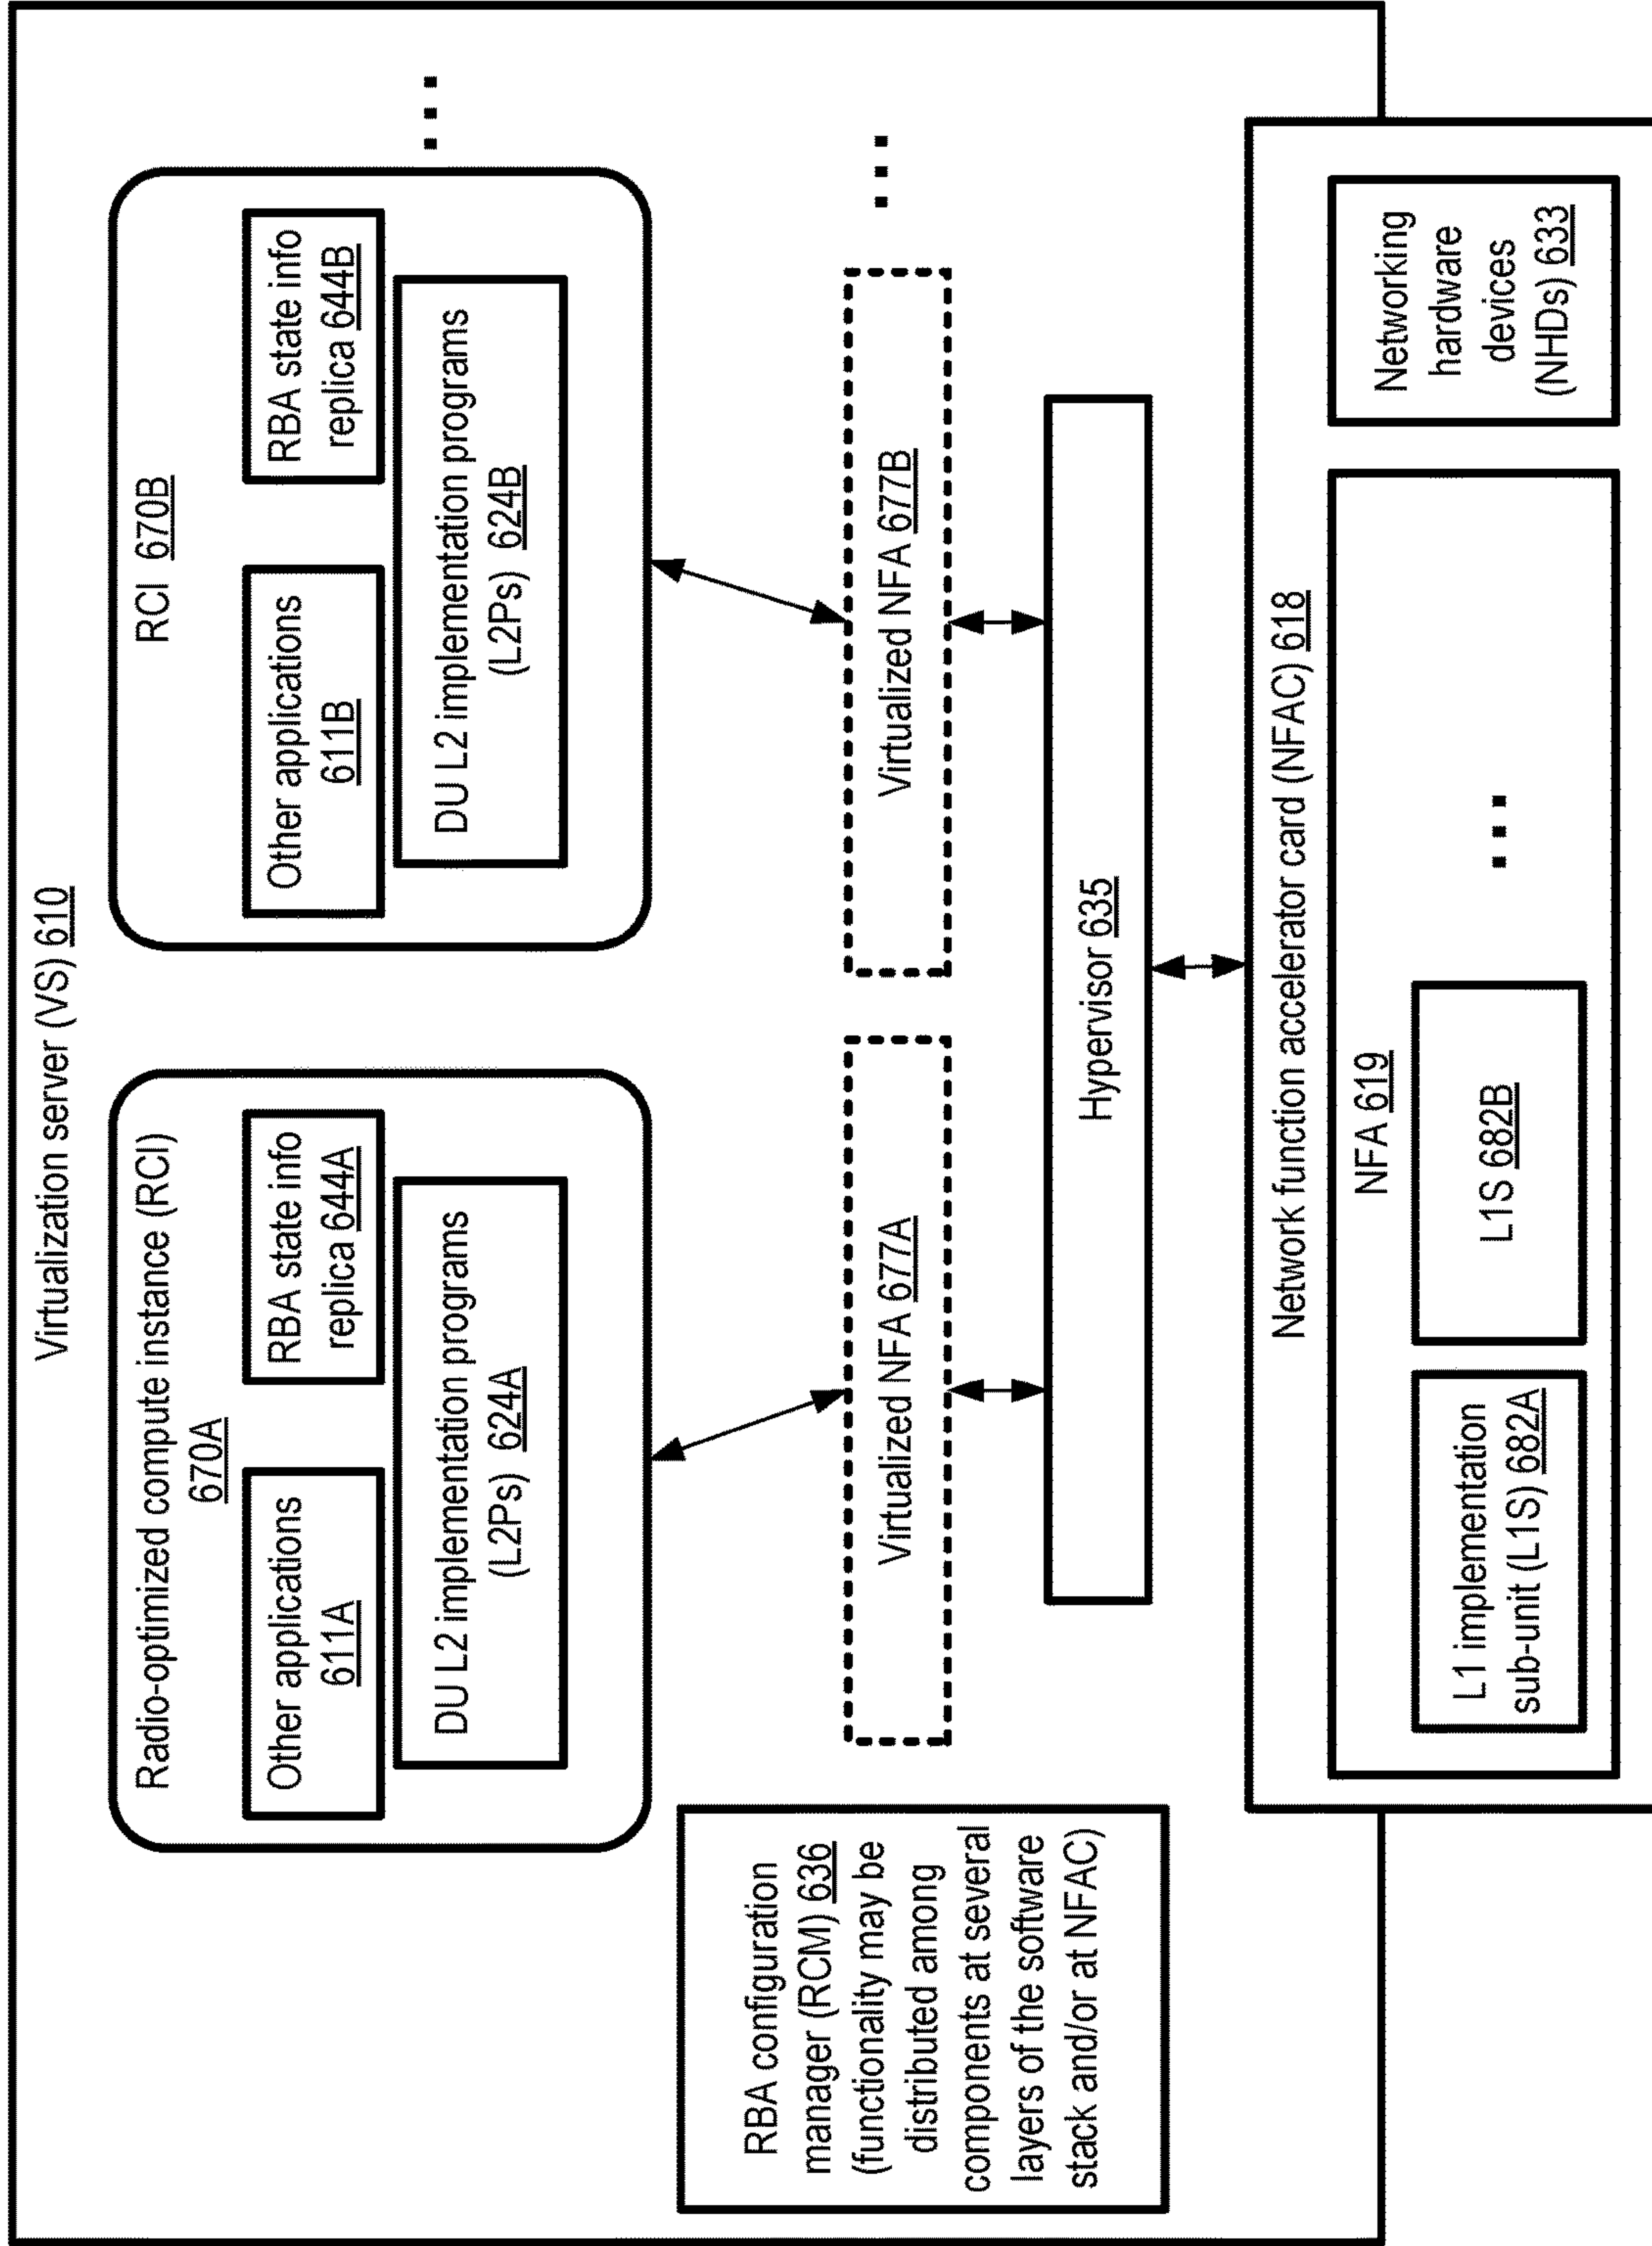 Virtualization server (VS) 610
Radio-optimized compute instance (RCI)
670A
Other applications
611A
RBA state info
replica 644A
DU L2 implementation programs
(L2Ps) 624A
RCI 670B
Other applications
611B
RBA state info
replica 644B
DU L2 implementation programs
(L2Ps) 624B
...
RBA configuration
manager (RCM) 636
(functionality may be
distributed among
components at several
layers of the software
stack and/or at NFAC)
Virtualized NFA 677A
Virtualized NFA 677B
...
Hypervisor 635
Network function accelerator card (NFAC) 618
NFA 619
L1 implementation
sub-unit (L1S) 682A
L1S 682B
...
Networking
hardware
devices
(NHDs) 633